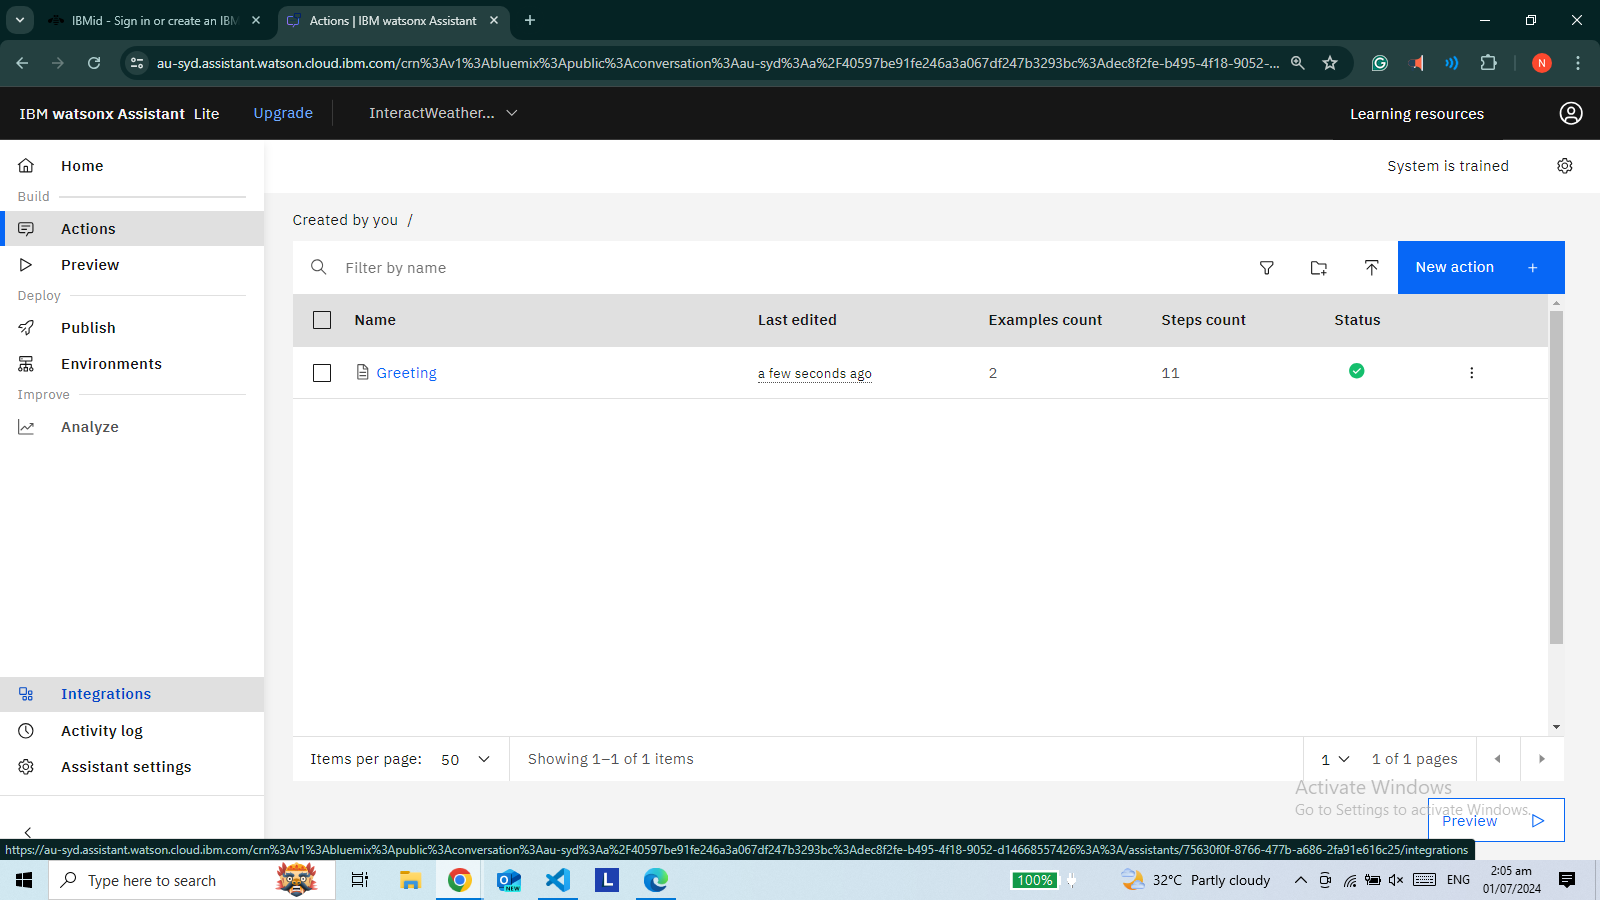 IBMid - Sign in or create an IBM
Actions | IBM watsonx Assistant
au-syd.assistant.watson.cloud.ibm.com/crn%3Av1%3Abluemix%3Apublic%3Aconversation%3Aau-syd%3Aa%2F40597be91fe246a3a067df247b3293bc%3Adec8f2fe-b495-4f18-9052-...
N
IBM watsonx Assistant Lite
Upgrade
InteractWeather...
Learning resources
Home
System is trained
Build
Actions
Created by you /
Preview
Filter by name
New action +
Deploy
Publish
Name Last edited Examples count Steps count Status
Environments
Greeting a few seconds ago 2 11
Improve
Analyze
Integrations
Activity log
Assistant settings
Items per page: 50
Showing 1–1 of 1 items
1
1 of 1 pages
Activate Windows
Go to Settings to activate Windows.
Preview
https://au-syd.assistant.watson.cloud.ibm.com/crn%3Av1%3Abluemix%3Apublic%3Aconversation%3Aau-syd%3Aa%2F40597be91fe246a3a067df247b3293bc%3Adec8f2fe-b495-4f18-9052-d14668557426%3A%3A/assistants/75630f0f-8766-477b-a686-2fa91e616c25/integrations
Type here to search
NEW
L
100%
32°C Partly cloudy
ENG
2:05 am
01/07/2024